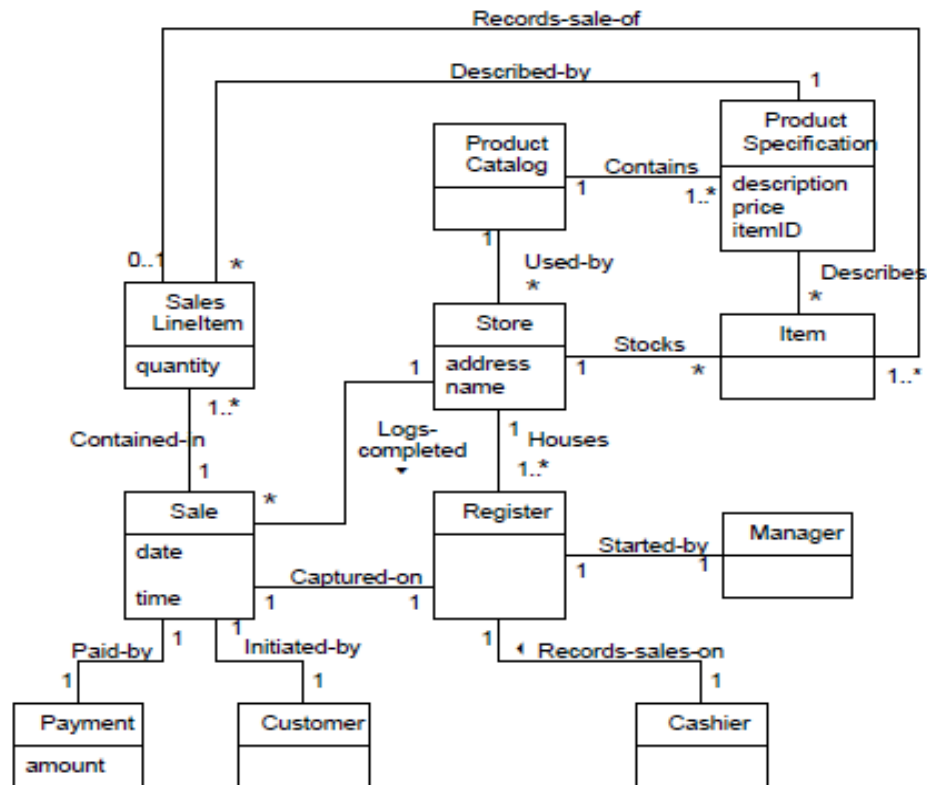 Records-sale-of
Described-by
1
Product
Specification
description
price
itemID
Product
Catalog
Contains
1
1..*
1
0..1
*
Used-by
*
Describes
*
Sales
LineItem
quantity
Store
address
name
Stocks
1
*
Item
1..*
1
1..*
Contained-in
1
Logs-
completed
1
Houses
1..*
*
Sale
date
time
Register
Manager
Started-by
1
1
Captured-on
1
1
1
1
Paid-by
Initiated-by
1
Records-sales-on
1
1
1
Payment
amount
Customer
Cashier